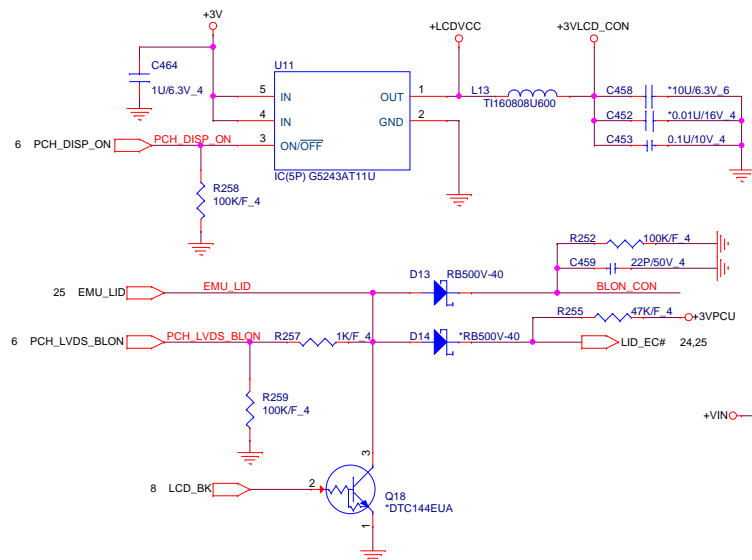 +3V
+LCDVCC
+3VLCD_CON
C464
1U/6.3V_4
U11
5 IN
4 IN
3 ON/OFF
OUT 1
GND 2
IC(5P) G5243AT11U
L13
TI160808U600
C458 *10U/6.3V_6
C452 *0.01U/16V_4
C453 0.1U/10V_4
6 PCH_DISP_ON PCH_DISP_ON
R258
100K/F_4
R252 100K/F_4
C459 22P/50V_4
D13 RB500V-40
25 EMU_LID EMU_LID
BLON_CON
R255 47K/F_4
+3VPCU
6 PCH_LVDS_BLON PCH_LVDS_BLON
R257 1K/F_4
D14 *RB500V-40
LID_EC# 24,25
R259
100K/F_4
+VIN
3
8 LCD_BK
2
Q18
*DTC144EUA
1